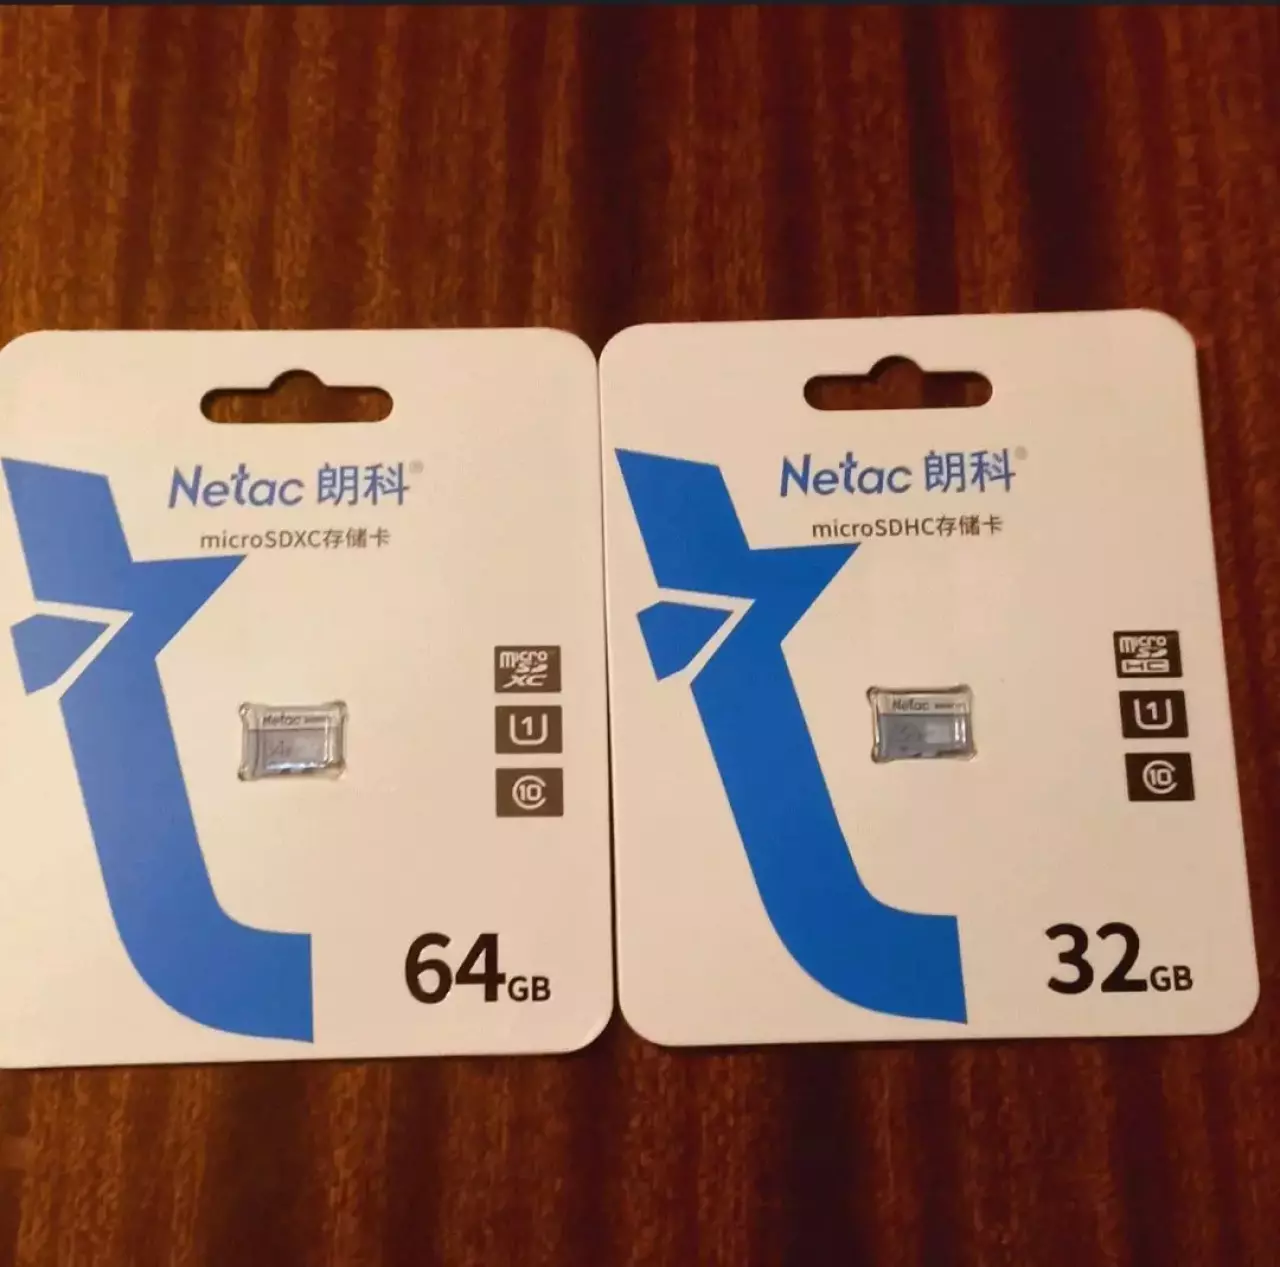 Netac 朗科®
microSDXC存储卡
micro
SD
XC
U1
10
Netac
64GB
Netac 朗科®
microSDHC存储卡
micro
SD
HC
U1
10
Netac
32GB